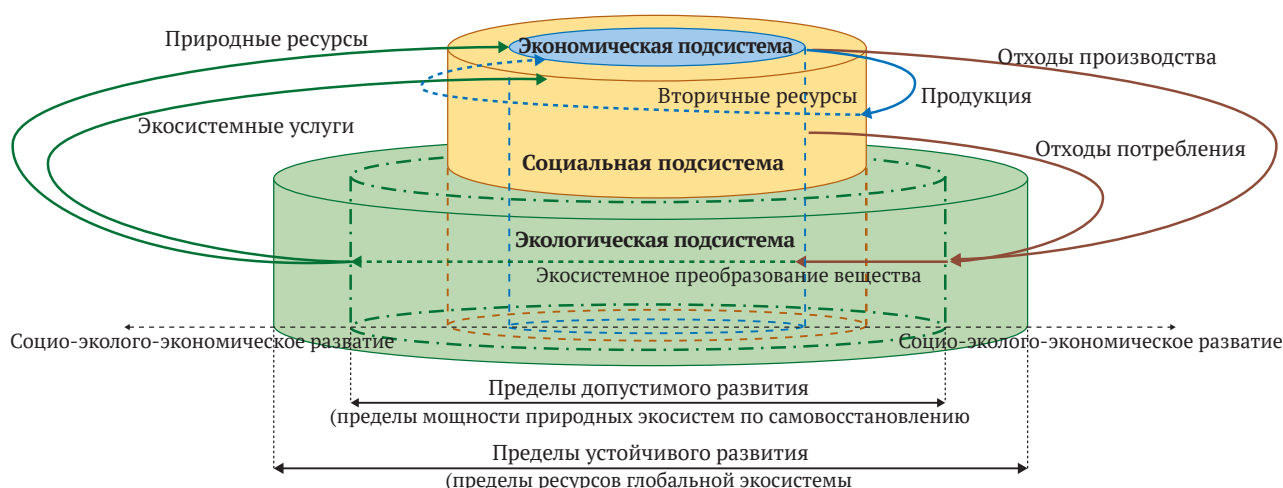 Природные ресурсы
Экономическая подсистема
Отходы производства
Вторичные ресурсы
Продукция
Экосистемные услуги
Отходы потребления
Социальная подсистема
Экологическая подсистема
Экосистемное преобразование вещества
Социо-эколого-экономическое разватие
Социо-эколого-экономическое разватие
Пределы допустимого развития
(пределы мощности природных экосистем по самовосстановлению
Пределы устойчивого развития
(пределы ресурсов глобальной экосистемы